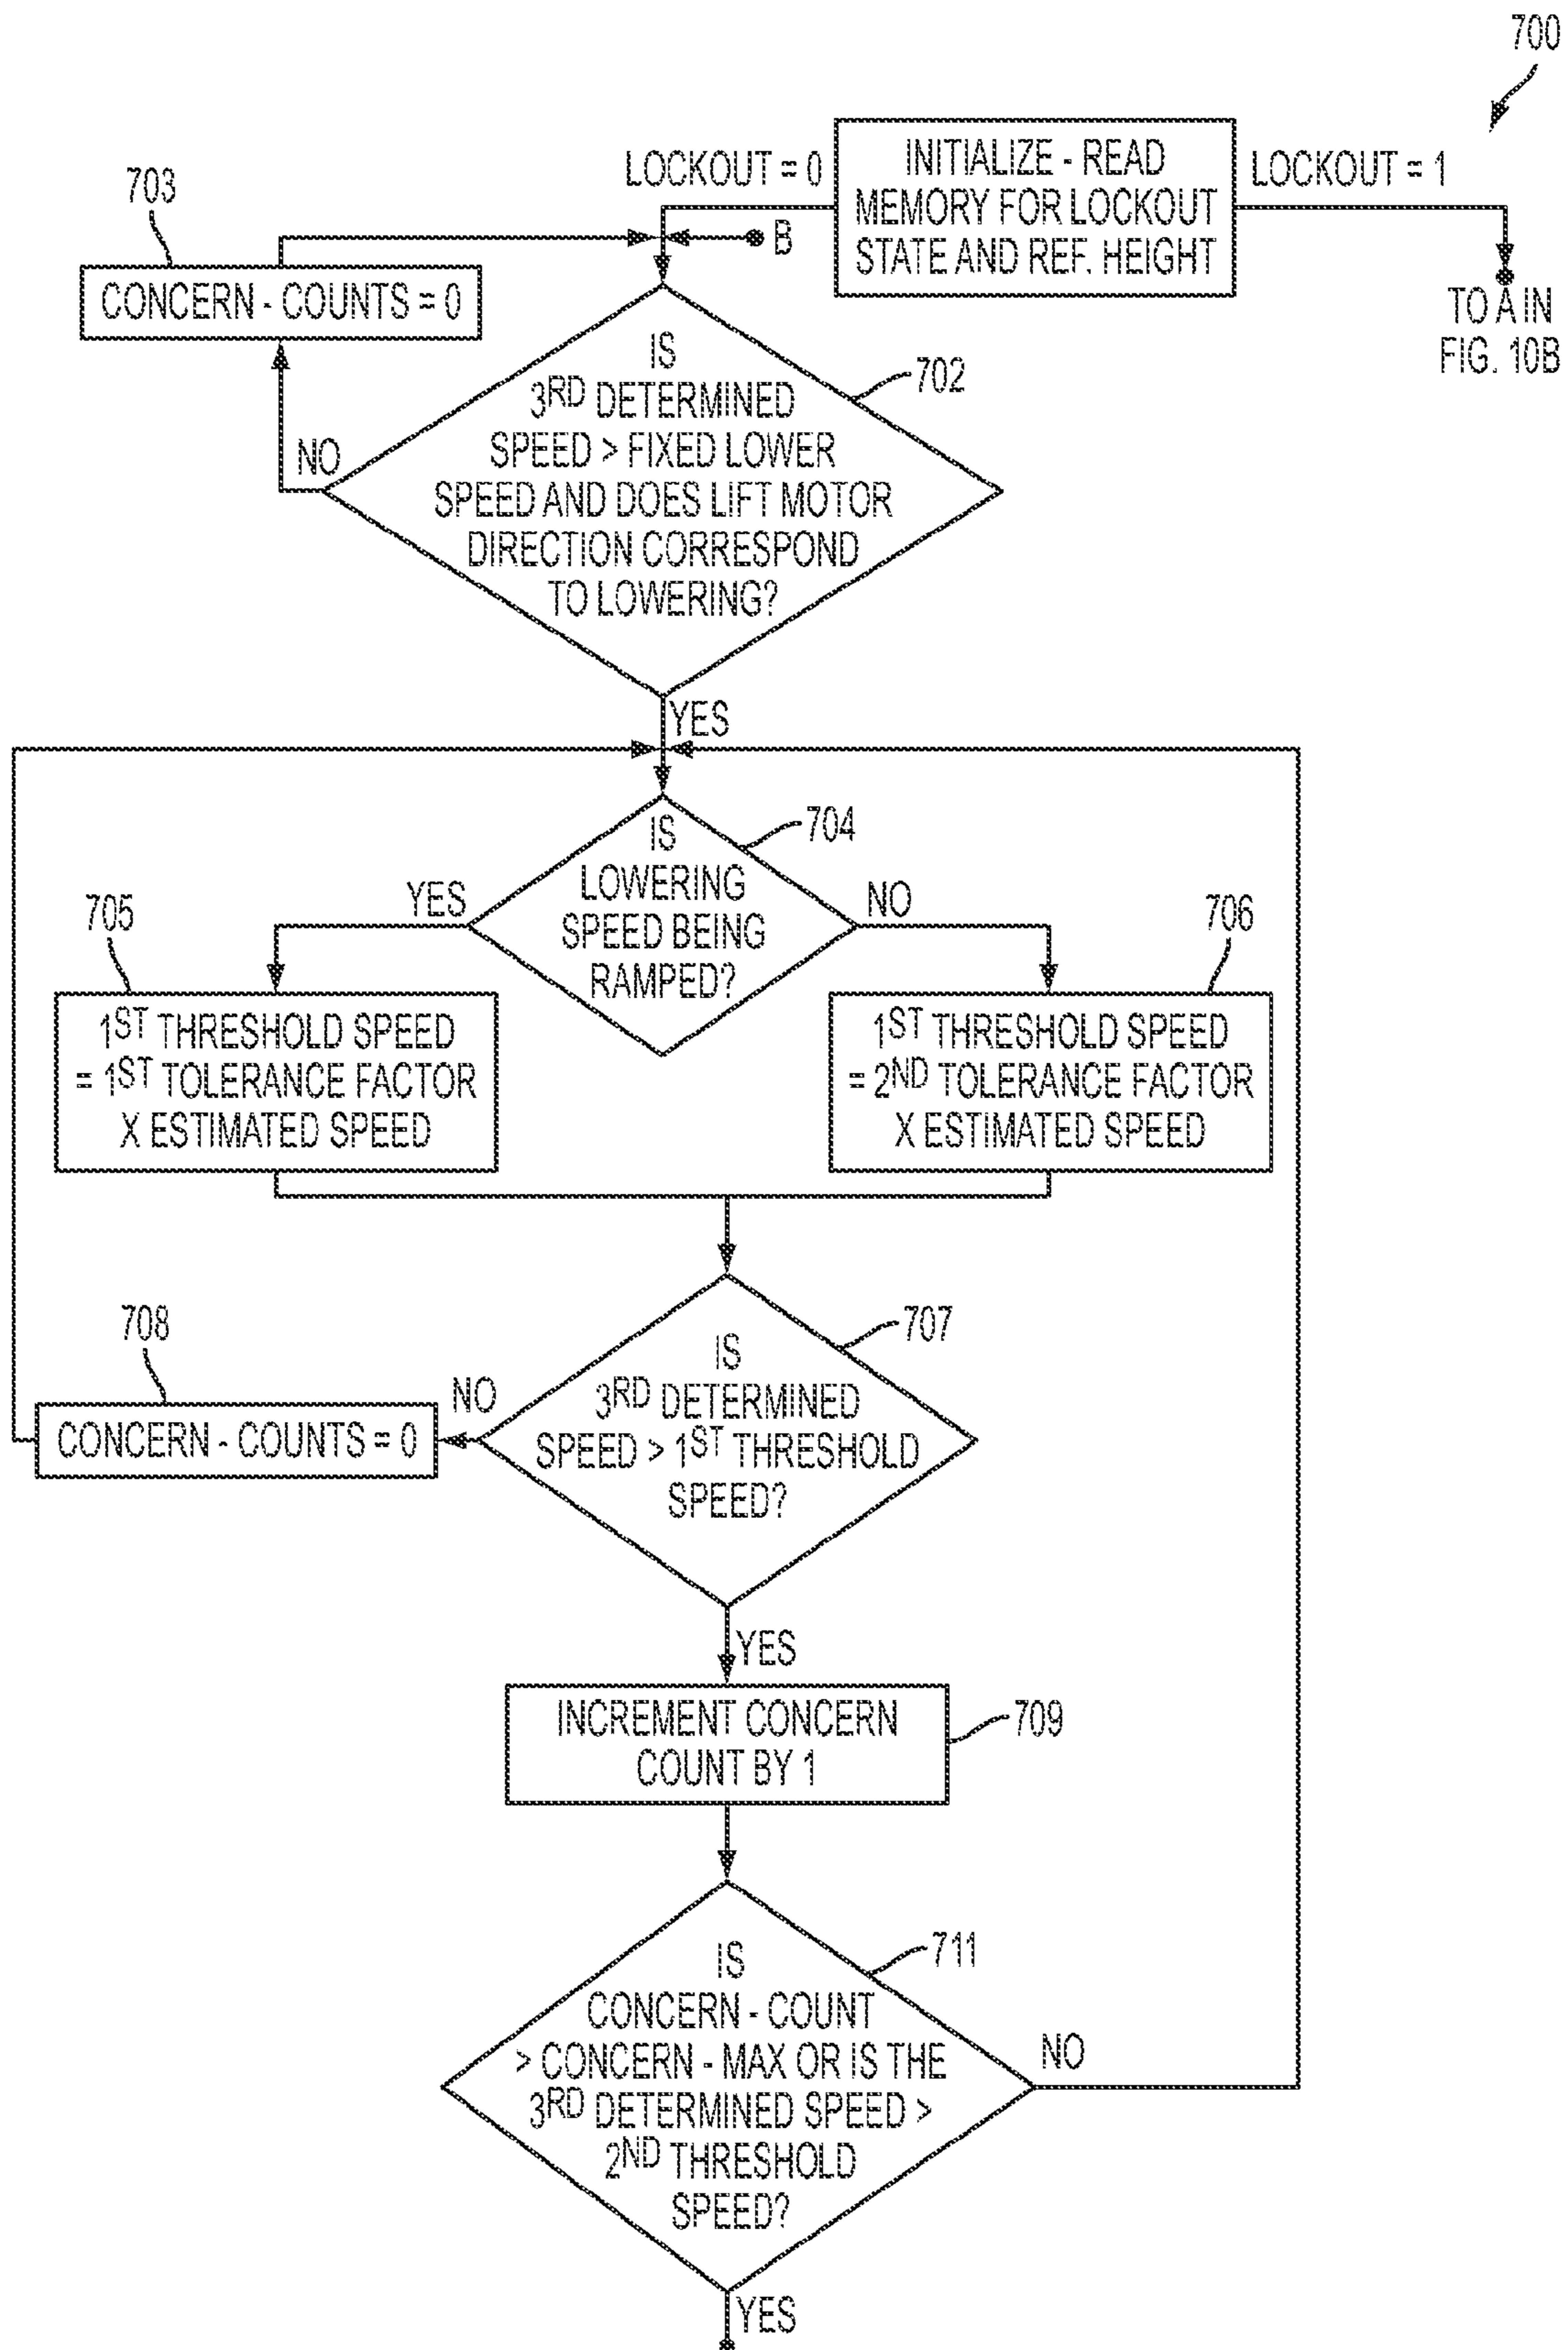 700
LOCKOUT = 0
INITIALIZE - READ
MEMORY FOR LOCKOUT
STATE AND REF. HEIGHT
LOCKOUT = 1
703
B
CONCERN - COUNTS = 0
TO A IN
FIG. 10B
IS
3RD DETERMINED
SPEED > FIXED LOWER
SPEED AND DOES LIFT MOTOR
DIRECTION CORRESPOND
TO LOWERING?
702
NO
YES
IS
LOWERING
SPEED BEING
RAMPED?
704
YES
NO
705
706
1ST THRESHOLD SPEED
= 1ST TOLERANCE FACTOR
X ESTIMATED SPEED
1ST THRESHOLD SPEED
= 2ND TOLERANCE FACTOR
X ESTIMATED SPEED
708
707
IS
3RD DETERMINED
SPEED > 1ST THRESHOLD
SPEED?
NO
CONCERN - COUNTS = 0
YES
INCREMENT CONCERN
COUNT BY 1
709
711
IS
CONCERN - COUNT
> CONCERN - MAX OR IS THE
3RD DETERMINED SPEED >
2ND THRESHOLD
SPEED?
NO
YES